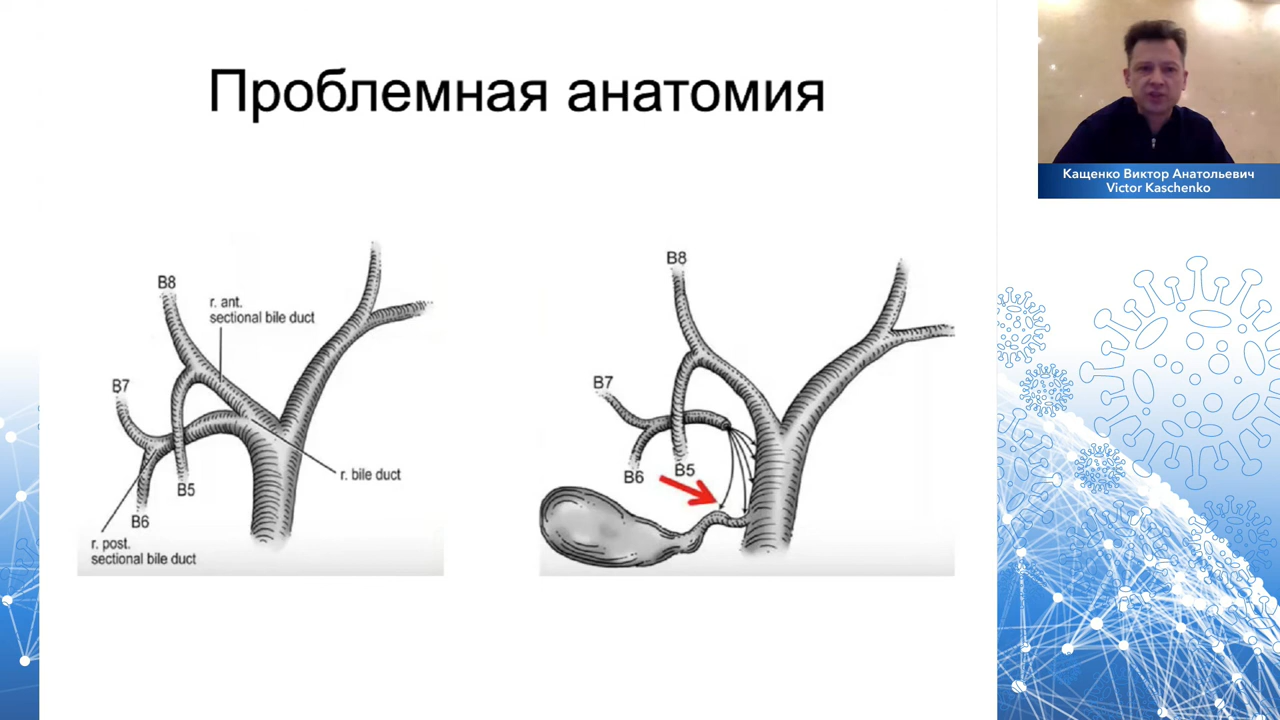 Проблемная анатомия
Кащенко Виктор Анатольевич
Victor Kaschenko
B8
r. ant.
sectional bile duct
B7
r. bile duct
B5
B6
r. post.
sectional bile duct
B8
B7
B6
B5